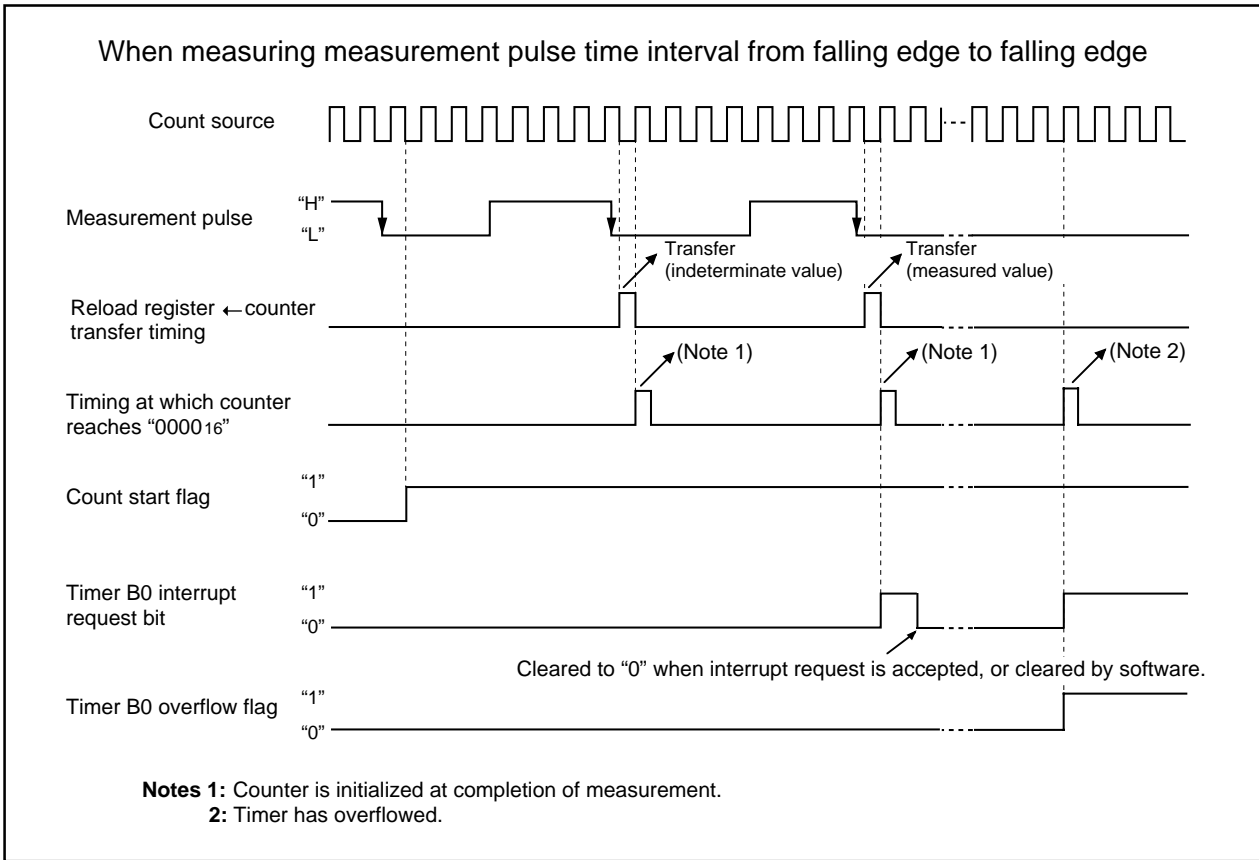 When measuring measurement pulse time interval from falling edge to falling edge
Count source
Measurement pulse
“H”
“L”
Transfer
(indeterminate value)
Transfer
(measured value)
Reload register ← counter
transfer timing
(Note 1)
(Note 1)
(Note 2)
Timing at which counter
reaches “000016”
Count start flag
“1”
“0”
Timer B0 interrupt
request bit
“1”
“0”
Cleared to “0” when interrupt request is accepted, or cleared by software.
Timer B0 overflow flag
“1”
“0”
Notes 1: Counter is initialized at completion of measurement.
2: Timer has overflowed.